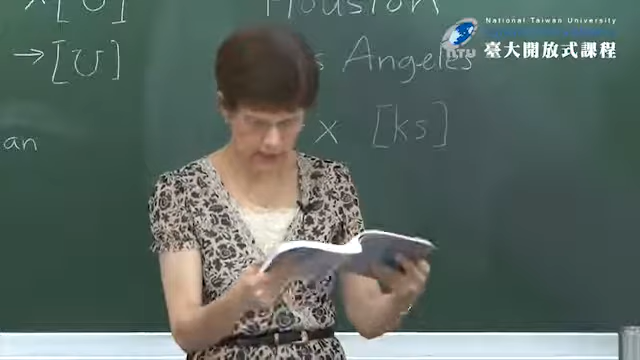 Houston
National Taiwan University
臺大開放式課程
→ [ʊ]
Angeles
x [ks]
an